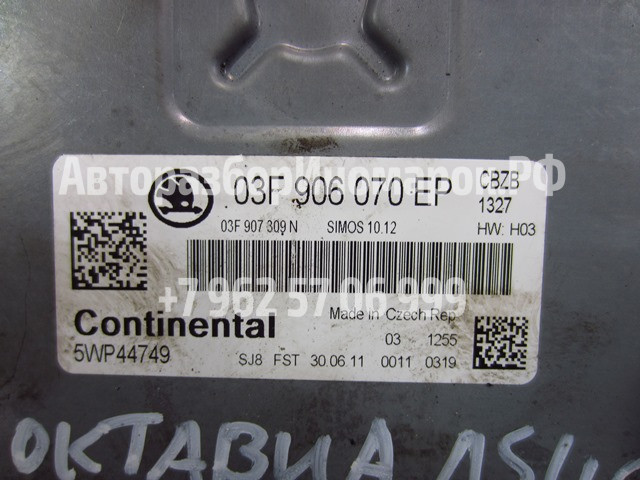 АвторазборИномарок.РФ
03F 906 070 EP
CBZB
1327
03F 907 309 N SIMOS 10.12 HW: H03
+7 962 57 06 999
Continental
Made in Czech Rep
5WP44749
03 1255
SJ8 FST 30.06.11 0011 0319
ОКТАВИА